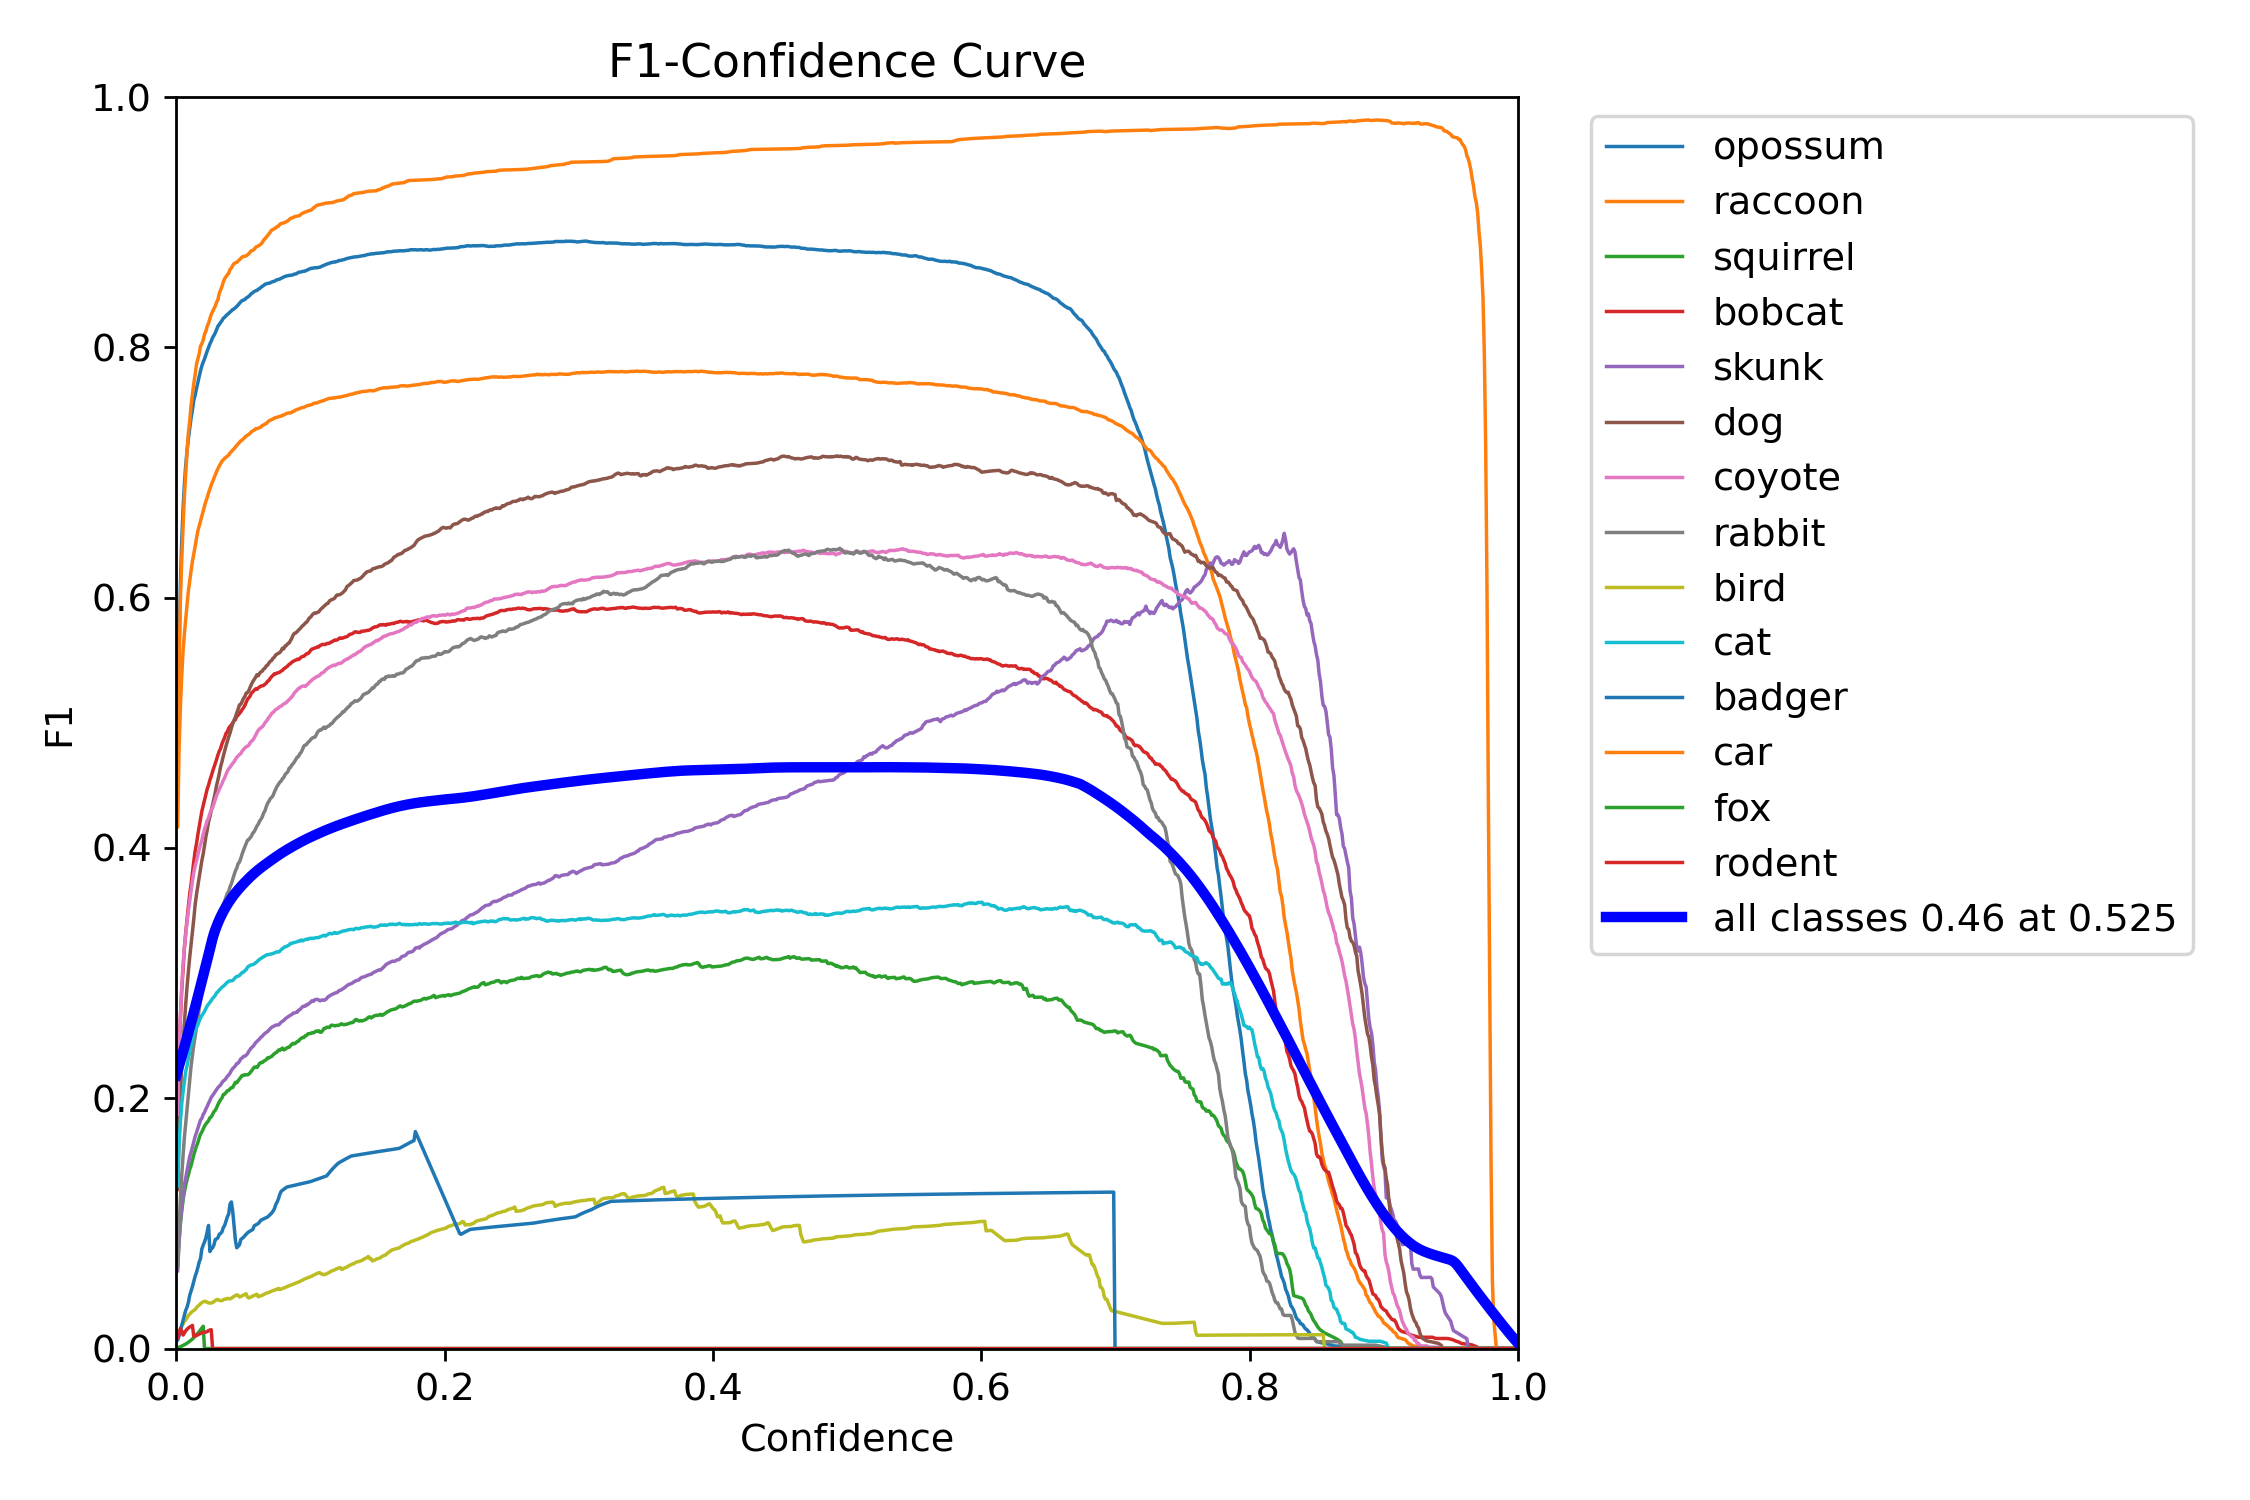 F1-Confidence Curve
1.0
0.8
0.6
0.4
0.2
0.0
F1
0.0 0.2 0.4 0.6 0.8 1.0
Confidence
opossum
raccoon
squirrel
bobcat
skunk
dog
coyote
rabbit
bird
cat
badger
car
fox
rodent
all classes 0.46 at 0.525